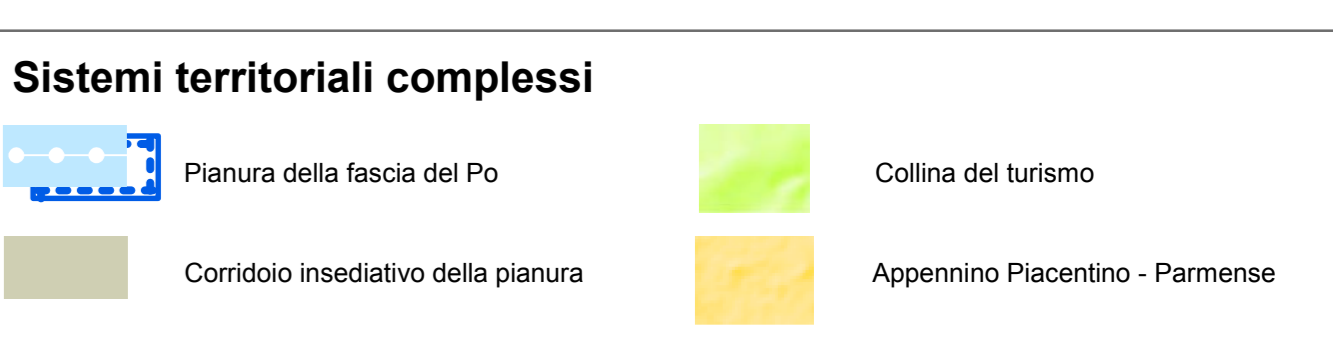 Sistemi territoriali complessi
Pianura della fascia del Po
Collina del turismo
Corridoio insediativo della pianura
Appennino Piacentino - Parmense